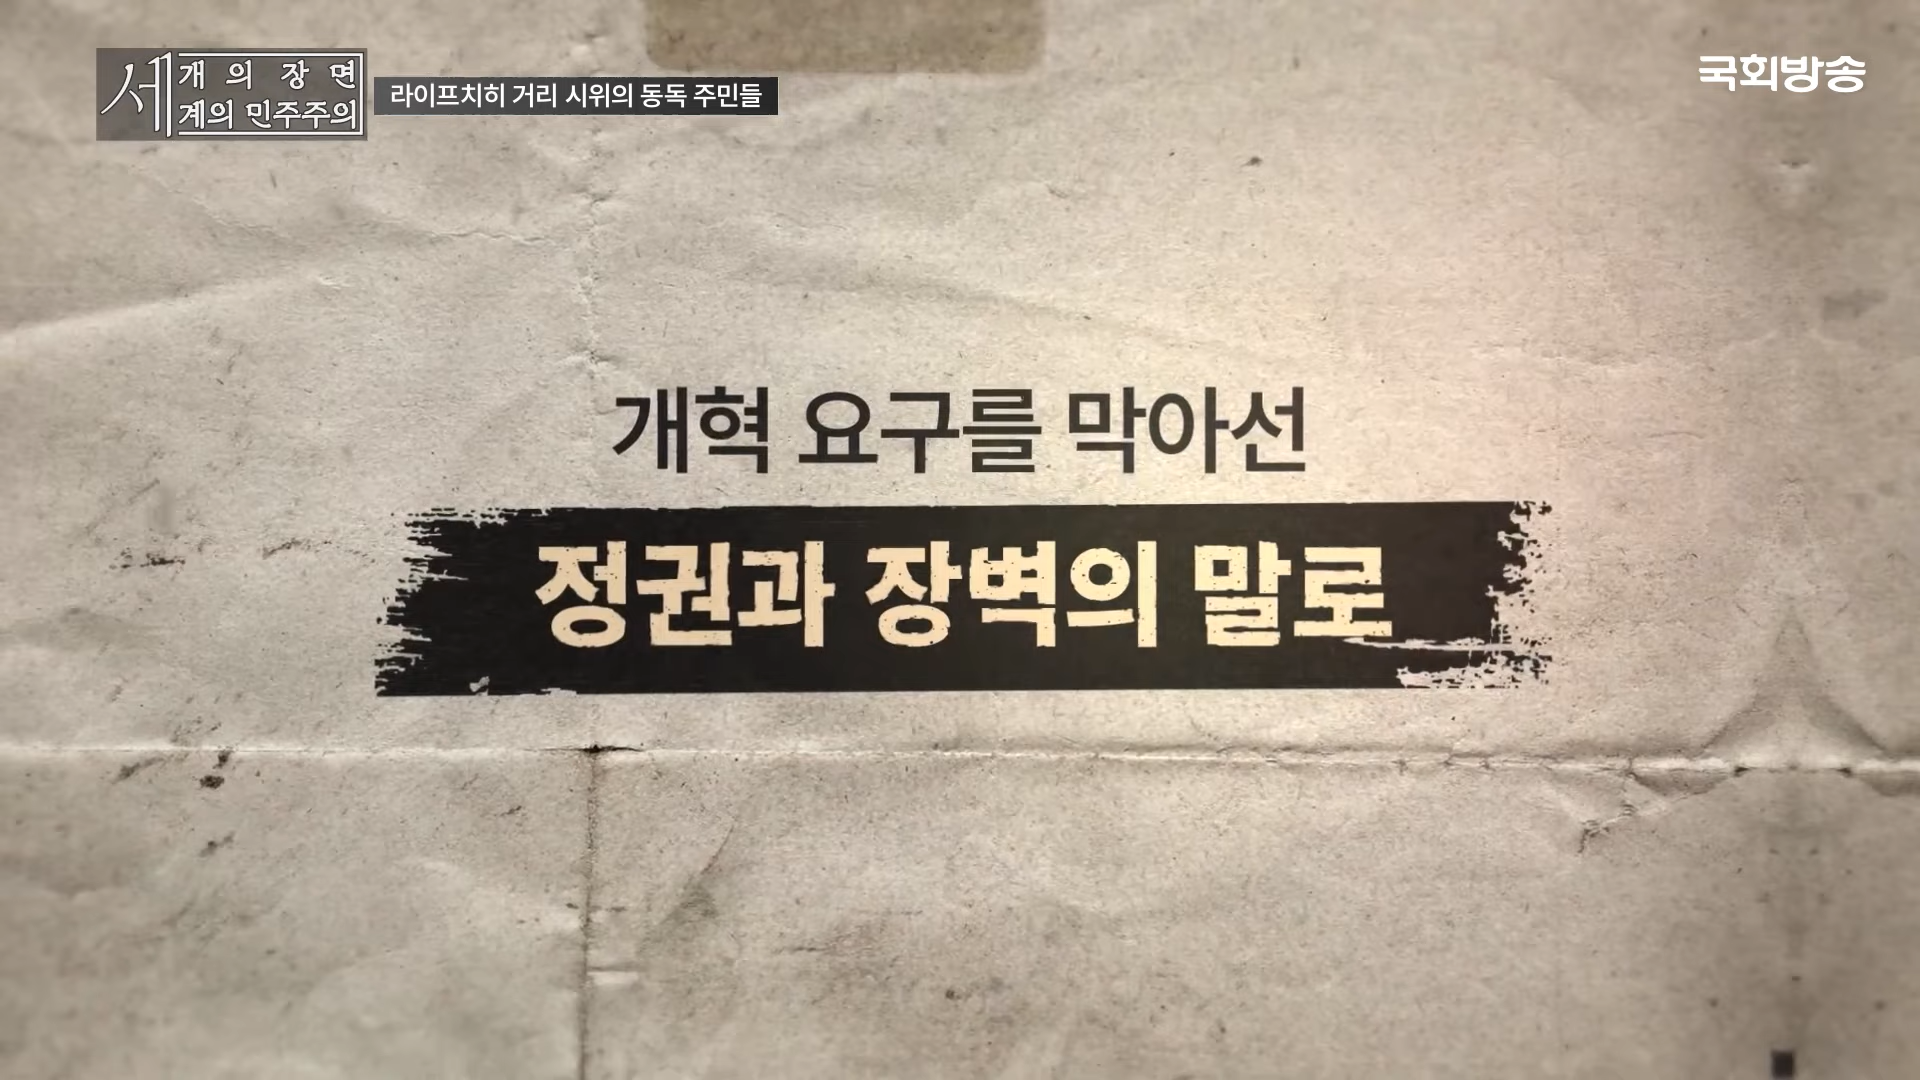 세개의 장면
세계의 민주주의
라이프치히 거리 시위의 동독 주민들
국회방송
개혁 요구를 막아선
정권과 장벽의 말로